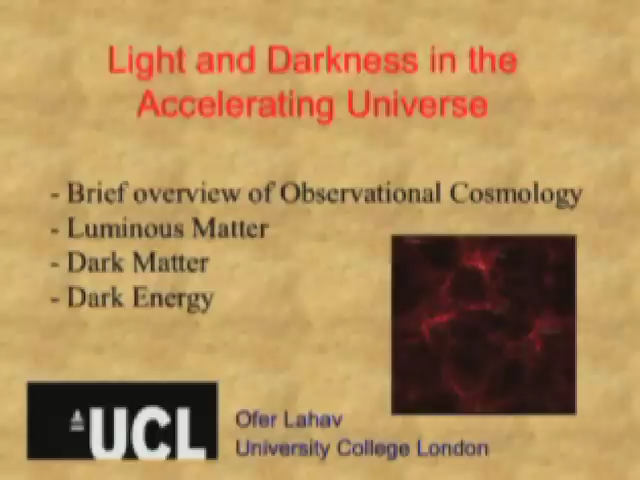 Light and Darkness in the
Accelerating Universe
- Brief overview of Observational Cosmology
- Luminous Matter
- Dark Matter
- Dark Energy
UCL
Ofer Lahav
University College London